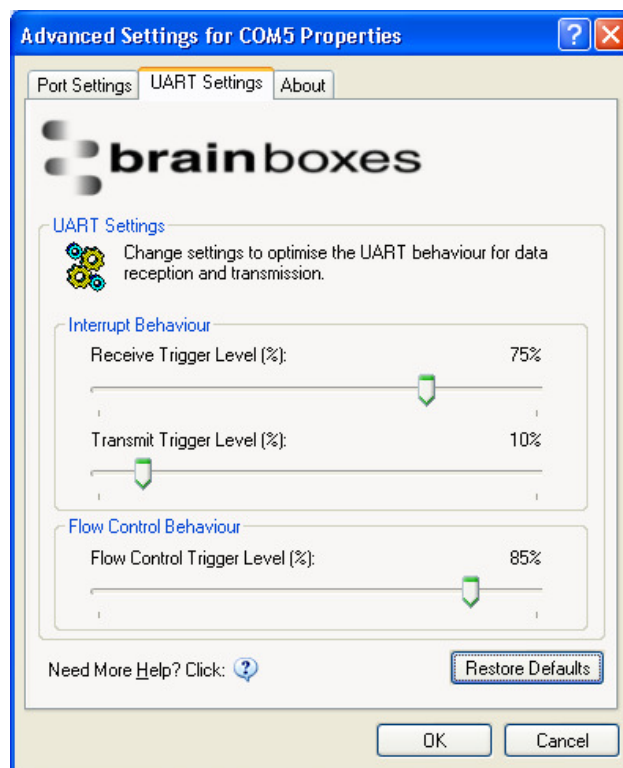 Advanced Settings for COM5 Properties
Port Settings UART Settings About
brainboxes
UART Settings
Change settings to optimise the UART behaviour for data
reception and transmission.
Interrupt Behaviour
Receive Trigger Level (%): 75%
Transmit Trigger Level (%): 10%
Flow Control Behaviour
Flow Control Trigger Level (%): 85%
Need More Help? Click:
Restore Defaults
OK Cancel